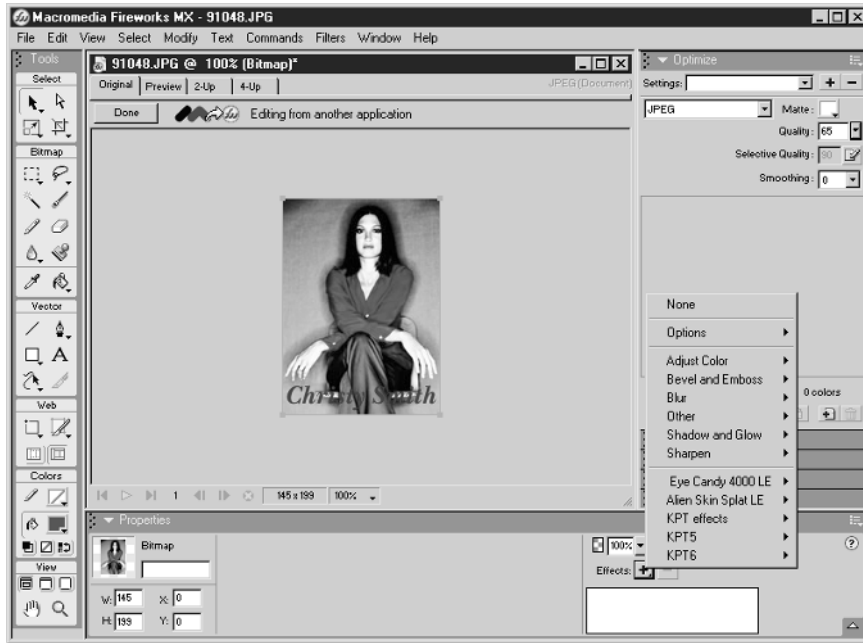 Macromedia Fireworks MX - 91048.JPG
File Edit View Select Modify Text Commands Filters Window Help
Tools
Select
Bitmap
Vector
Web
Colors
View
91048.JPG @ 100% (Bitmap)*
Original Preview 2-Up 4-Up JPEG (Document)
Done Editing from another application
Christy Smith
1 145 x 199 100%
Optimize
Settings:
JPEG Matte:
Quality: 65
Selective Quality: 90
Smoothing: 0
0 colors
None
Options
Adjust Color
Bevel and Emboss
Blur
Other
Shadow and Glow
Sharpen
Eye Candy 4000 LE
Alien Skin Splat LE
KPT effects
KPT5
KPT6
Properties
Bitmap
W: 145 X: 0
H: 199 Y: 0
100%
Effects: